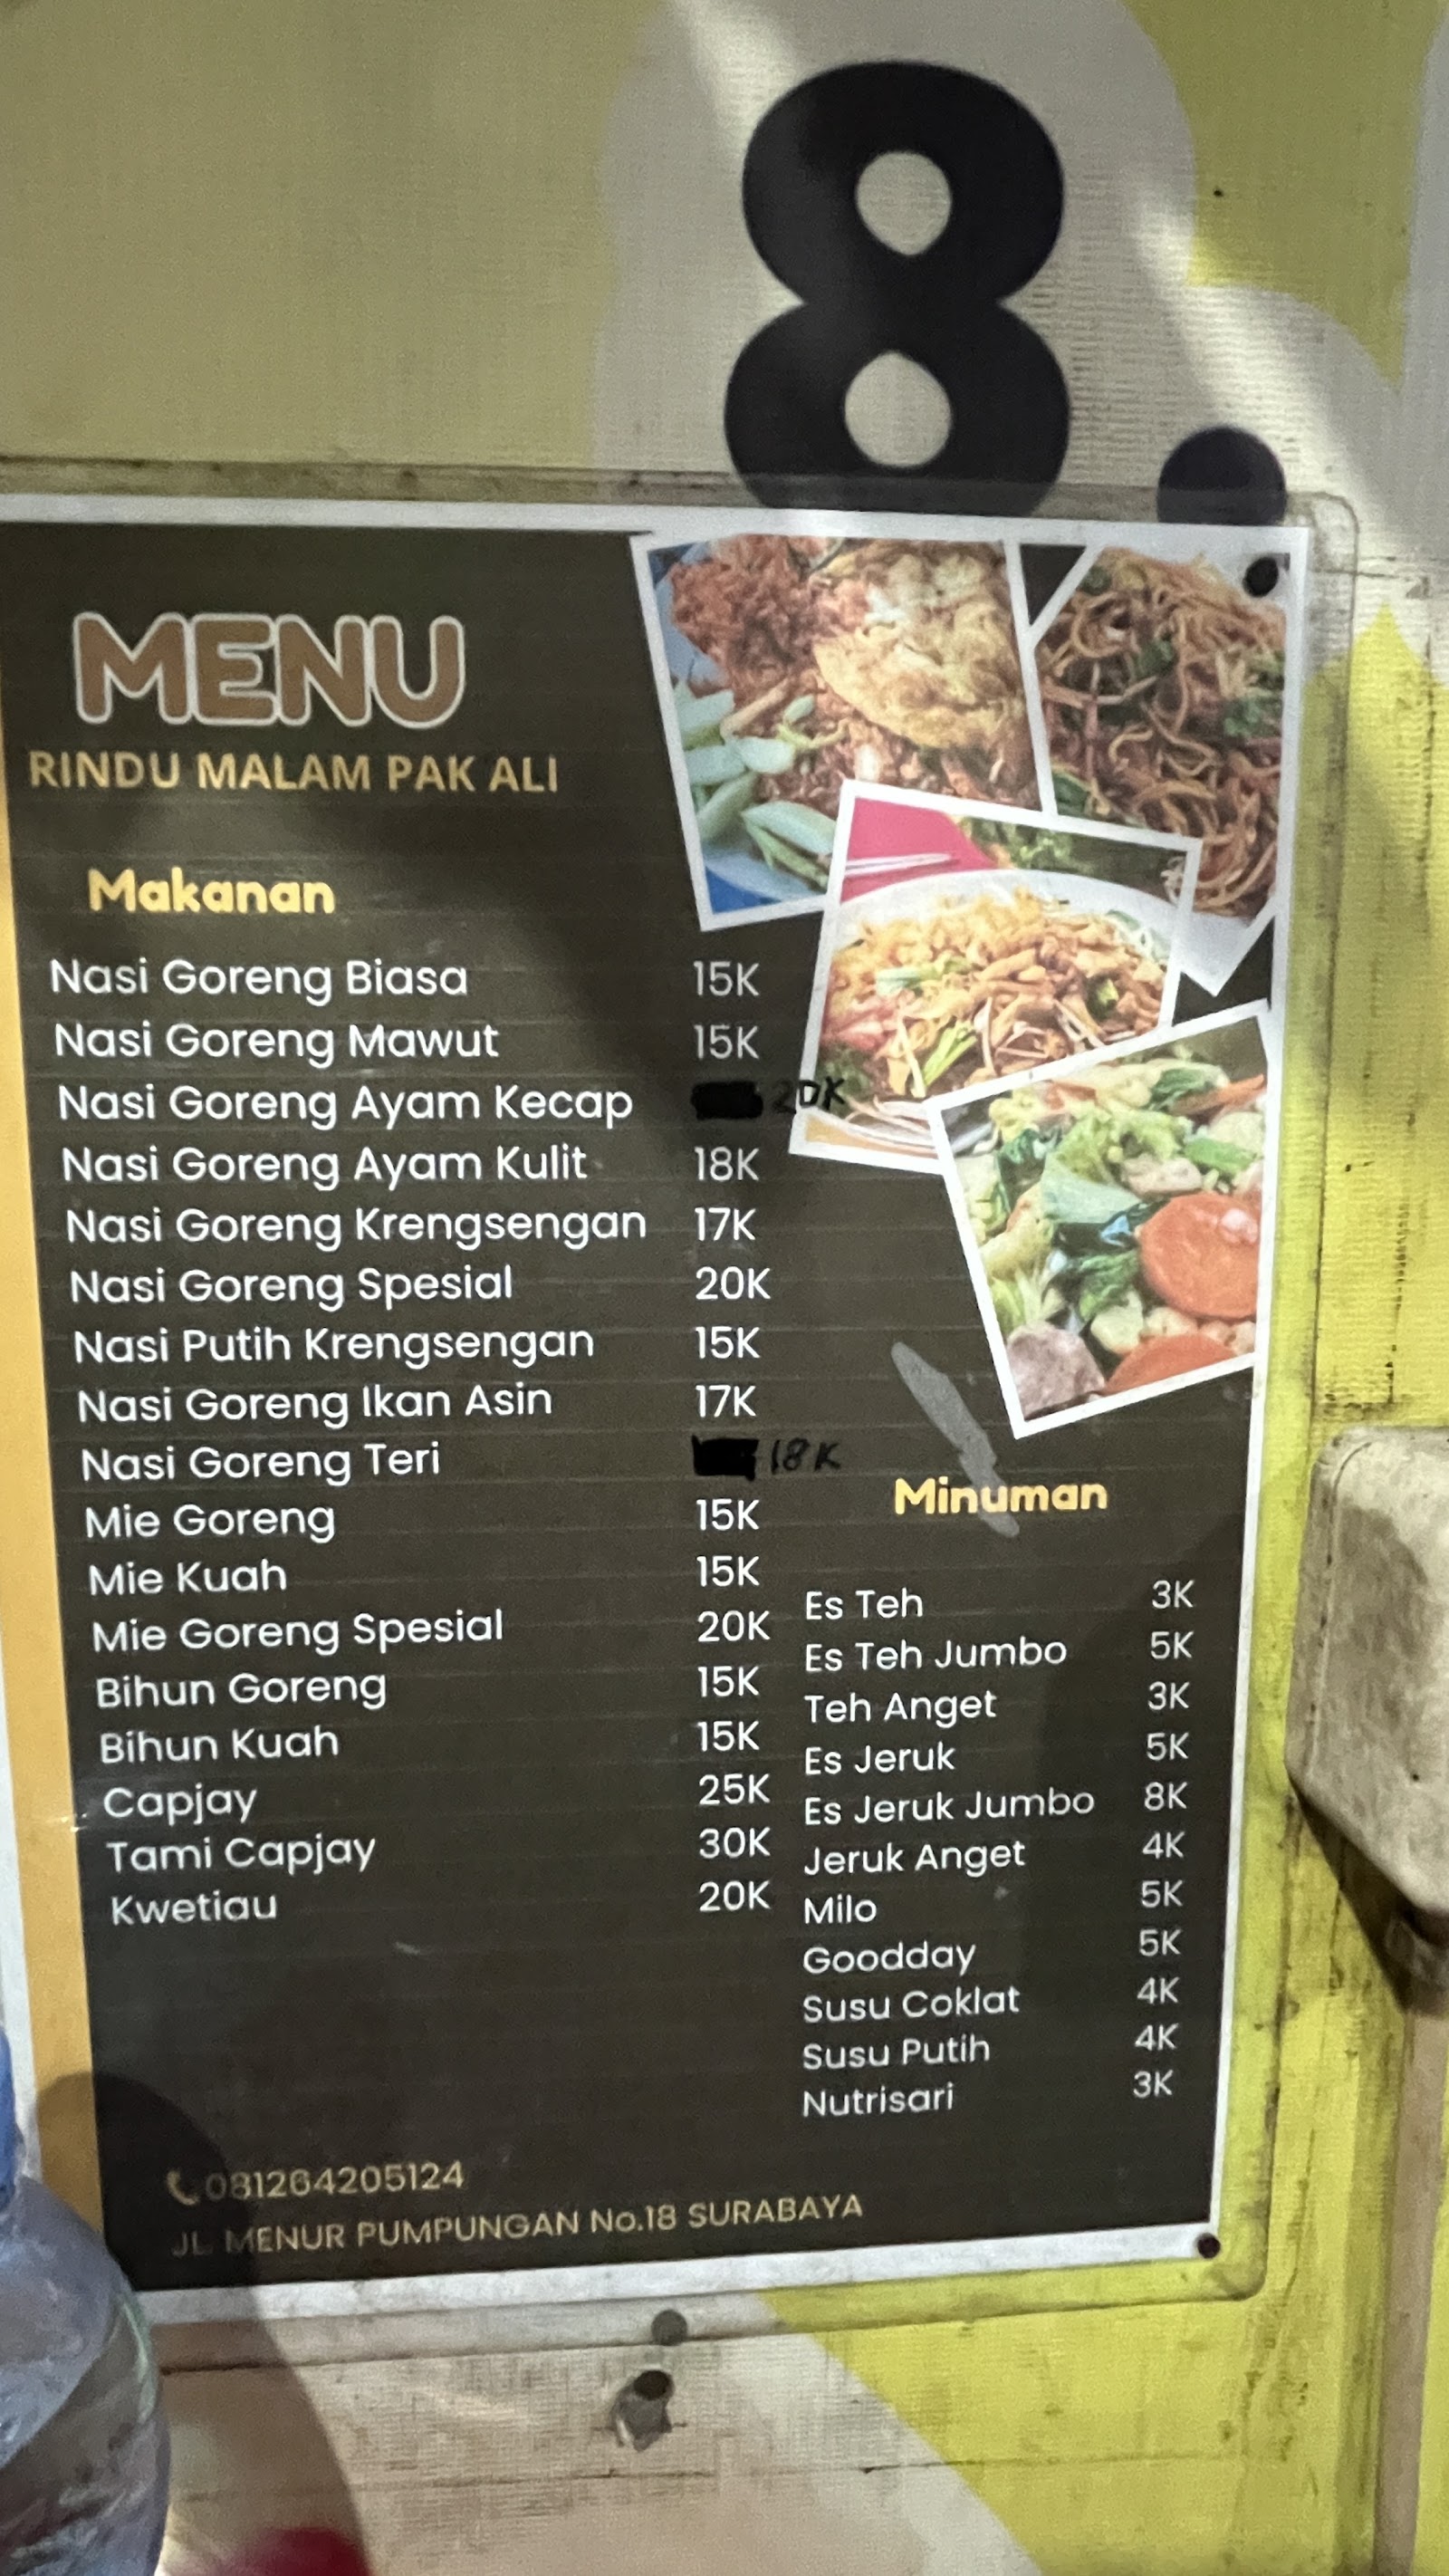 8.
MENU
RINDU MALAM PAK ALI
Makanan
Nasi Goreng Biasa 15K
Nasi Goreng Mawut 15K
Nasi Goreng Ayam Kecap 20K
Nasi Goreng Ayam Kulit 18K
Nasi Goreng Krengsengan 17K
Nasi Goreng Spesial 20K
Nasi Putih Krengsengan 15K
Nasi Goreng Ikan Asin 17K
Nasi Goreng Teri 18K
Mie Goreng 15K
Mie Kuah 15K
Mie Goreng Spesial 20K
Bihun Goreng 15K
Bihun Kuah 15K
Capjay 25K
Tami Capjay 30K
Kwetiau 20K
Minuman
Es Teh 3K
Es Teh Jumbo 5K
Teh Anget 3K
Es Jeruk 5K
Es Jeruk Jumbo 8K
Jeruk Anget 4K
Milo 5K
Goodday 5K
Susu Coklat 4K
Susu Putih 4K
Nutrisari 3K
081264205124
JL. MENUR PUMPUNGAN No.18 SURABAYA